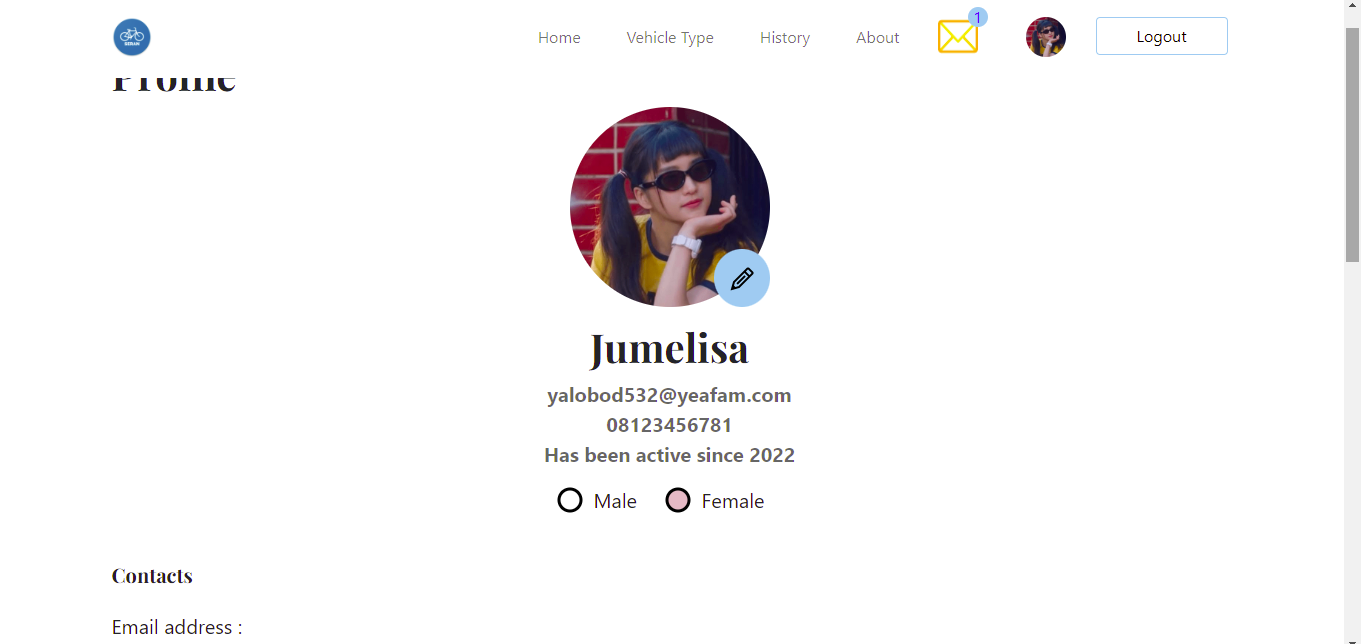 Home Vehicle Type History About 1 Logout
Profile
Jumelisa
yalobod532@yeafam.com
08123456781
Has been active since 2022
Male Female
Contacts
Email address :